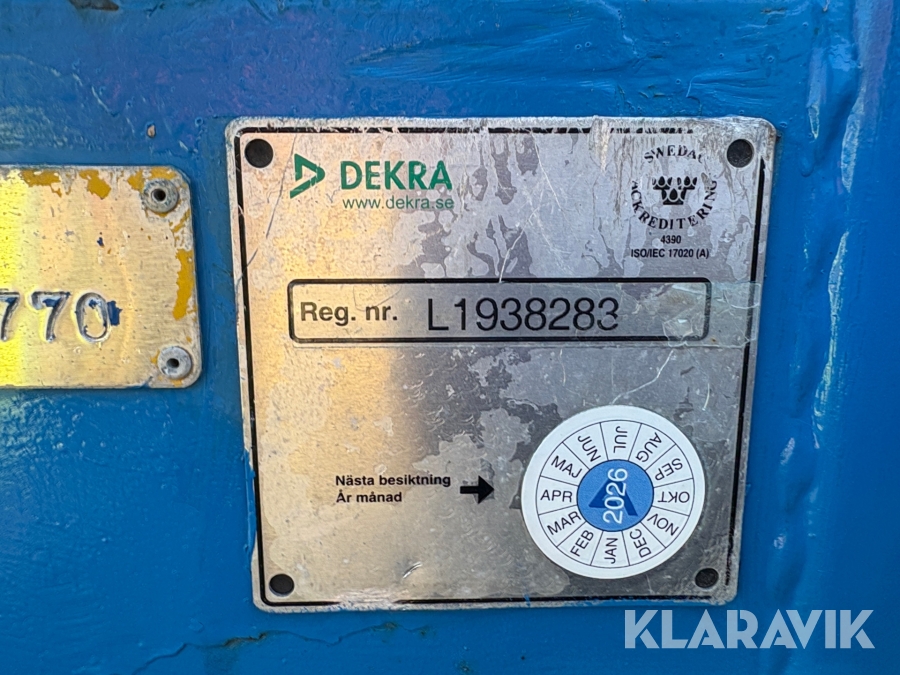 DEKRA
www.dekra.se
SWEDAC
ACKREDITERING
4390
ISO/IEC 17020 (A)
770
Reg. nr. L1938283
Nästa besiktning
År månad
JAN
FEB
MAR
APR
MAJ
JUN
JUL
AUG
SEP
OKT
NOV
DEC
2026
KLARAVIK